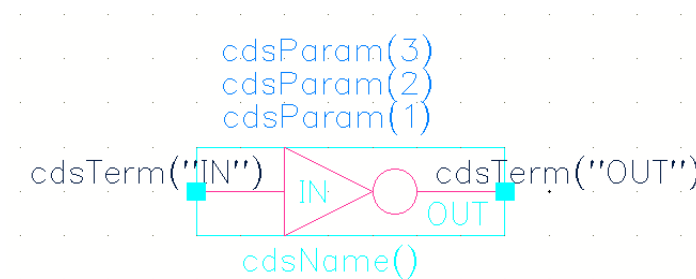 cdsParam(3)
cdsParam(2)
cdsParam(1)
cdsTerm("IN")
cdsTerm("OUT")
IN
OUT
cdsName()